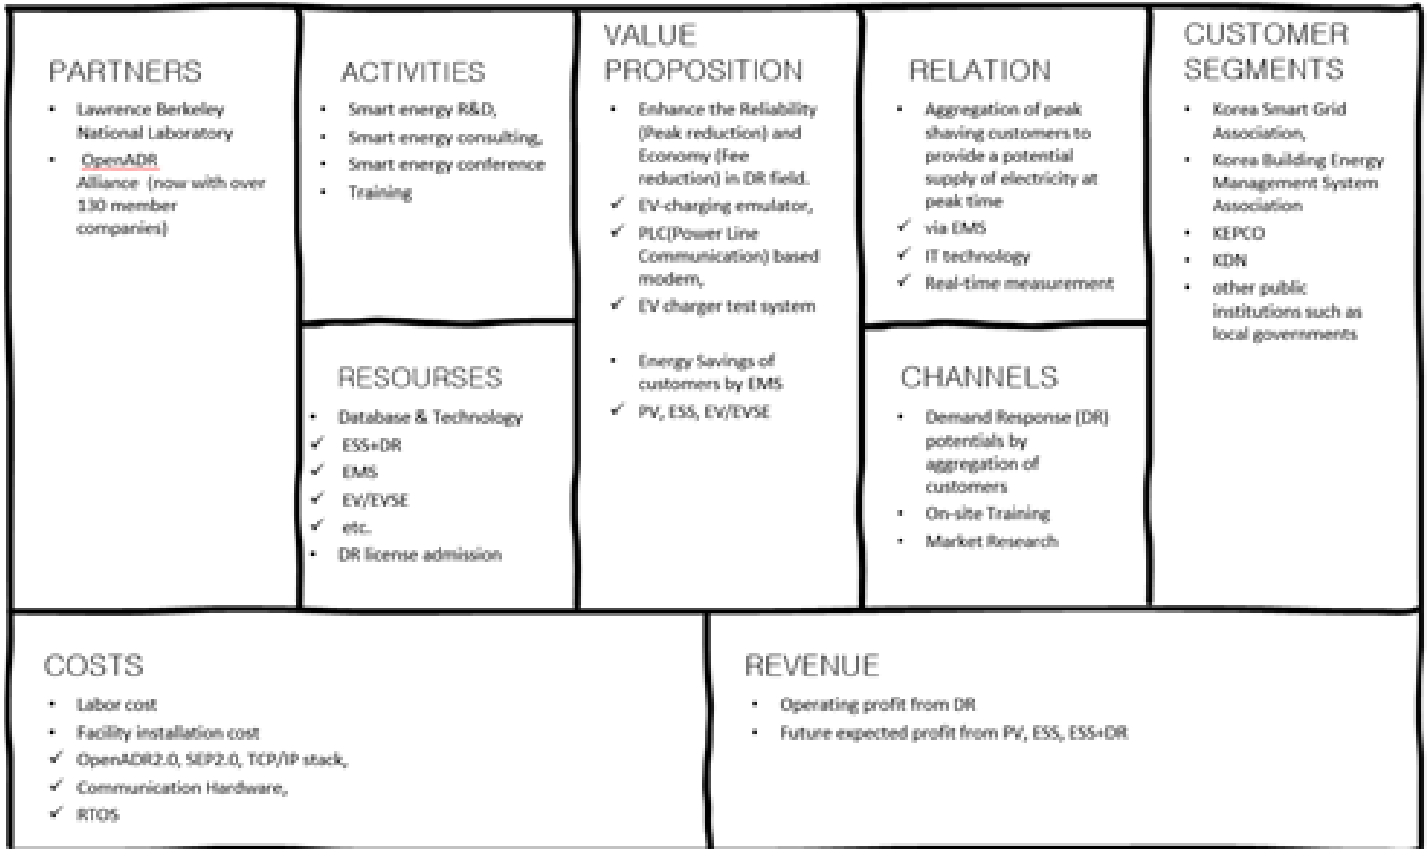 PARTNERS
• Lawrence Berkeley
National Laboratory
• OpenADR
Alliance (now with over
130 member
companies)
ACTIVITIES
• Smart energy R&D,
• Smart energy consulting,
• Smart energy conference
• Training
RESOURSES
• Database & Technology
✓ ESS+DR
✓ EMS
✓ EV/EVSE
✓ etc.
• DR license admission
VALUE
PROPOSITION
• Enhance the Reliability
(Peak reduction) and
Economy (Fee
reduction) in DR field.
✓ EV-charging emulator,
✓ PLC(Power Line
Communication) based
modem,
✓ EV charger test system
• Energy Savings of
customers by EMS
✓ PV, ESS, EV/EVSE
RELATION
• Aggregation of peak
shaving customers to
provide a potential
supply of electricity at
peak time
✓ via EMS
✓ IT technology
✓ Real-time measurement
CHANNELS
• Demand Response (DR)
potentials by
aggregation of
customers
• On-site Training
• Market Research
CUSTOMER
SEGMENTS
• Korea Smart Grid
Association,
• Korea Building Energy
Management System
Association
• KEPCO
• KDN
• other public
institutions such as
local governments
COSTS
• Labor cost
• Facility installation cost
✓ OpenADR2.0, SEP2.0, TCP/IP stack,
✓ Communication Hardware,
✓ RTOS
REVENUE
• Operating profit from DR
• Future expected profit from PV, ESS, ESS+DR